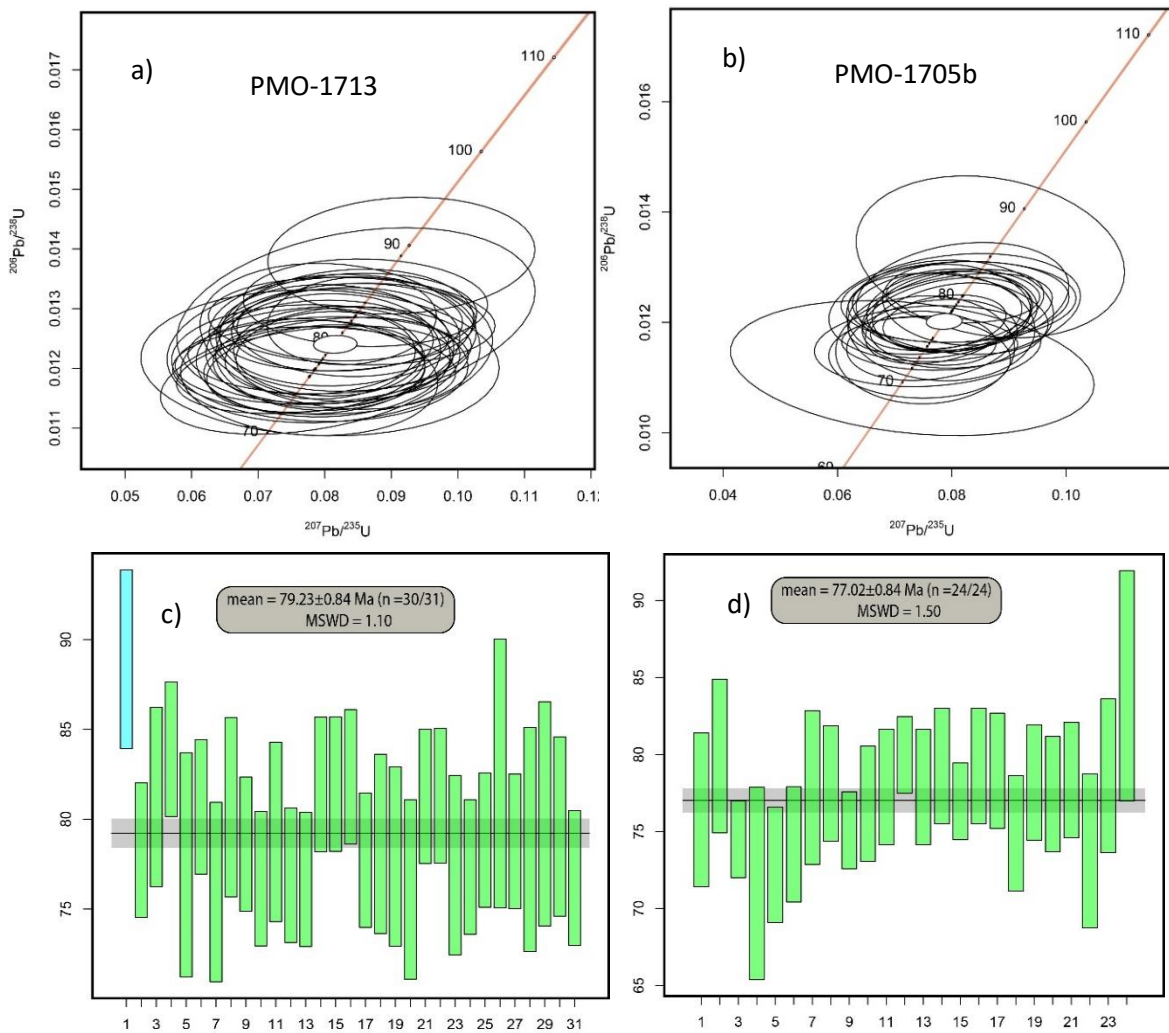 a)
PMO-1713
110
100
90
80
70
0.017
0.016
0.015
0.014
0.013
0.012
0.011
206Pb/238U
0.05 0.06 0.07 0.08 0.09 0.10 0.11 0.12
207Pb/235U
b)
PMO-1705b
110
100
90
80
70
60
0.016
0.014
0.012
0.010
206Pb/238U
0.04 0.06 0.08 0.10
207Pb/235U
c)
mean = 79.23±0.84 Ma (n =30/31)
MSWD = 1.10
90
85
80
75
1 3 5 7 9 11 13 15 17 19 21 23 25 27 29 31
d)
mean = 77.02±0.84 Ma (n =24/24)
MSWD = 1.50
90
85
80
75
70
65
1 3 5 7 9 11 13 15 17 19 21 23